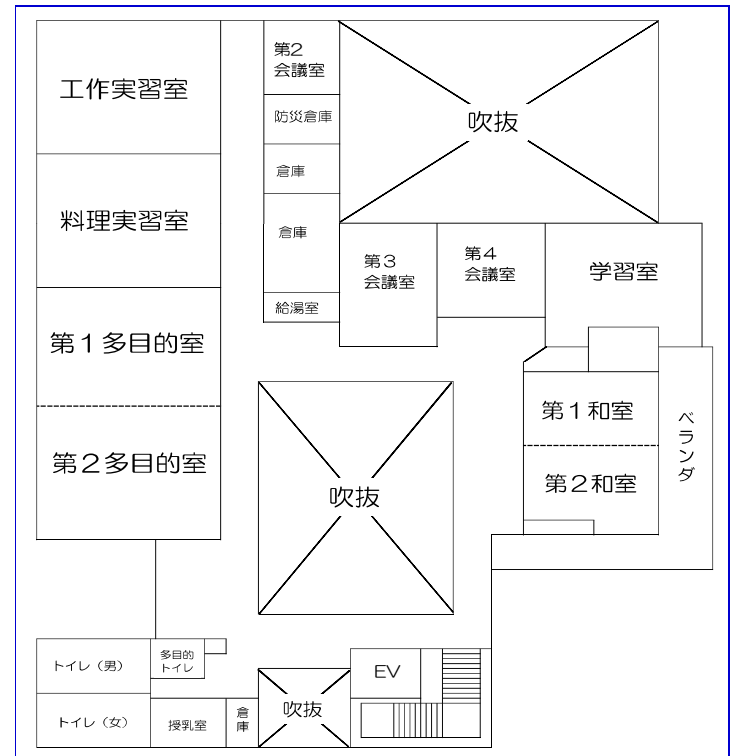 工作実習室
第２
会議室
吹抜
防災倉庫
倉庫
料理実習室
倉庫
第３
会議室
第４
会議室
学習室
給湯室
第１多目的室
第１和室
ベランダ
第２多目的室
第２和室
吹抜
トイレ（男）
多目的
トイレ
EV
トイレ（女）
授乳室
倉庫
吹抜